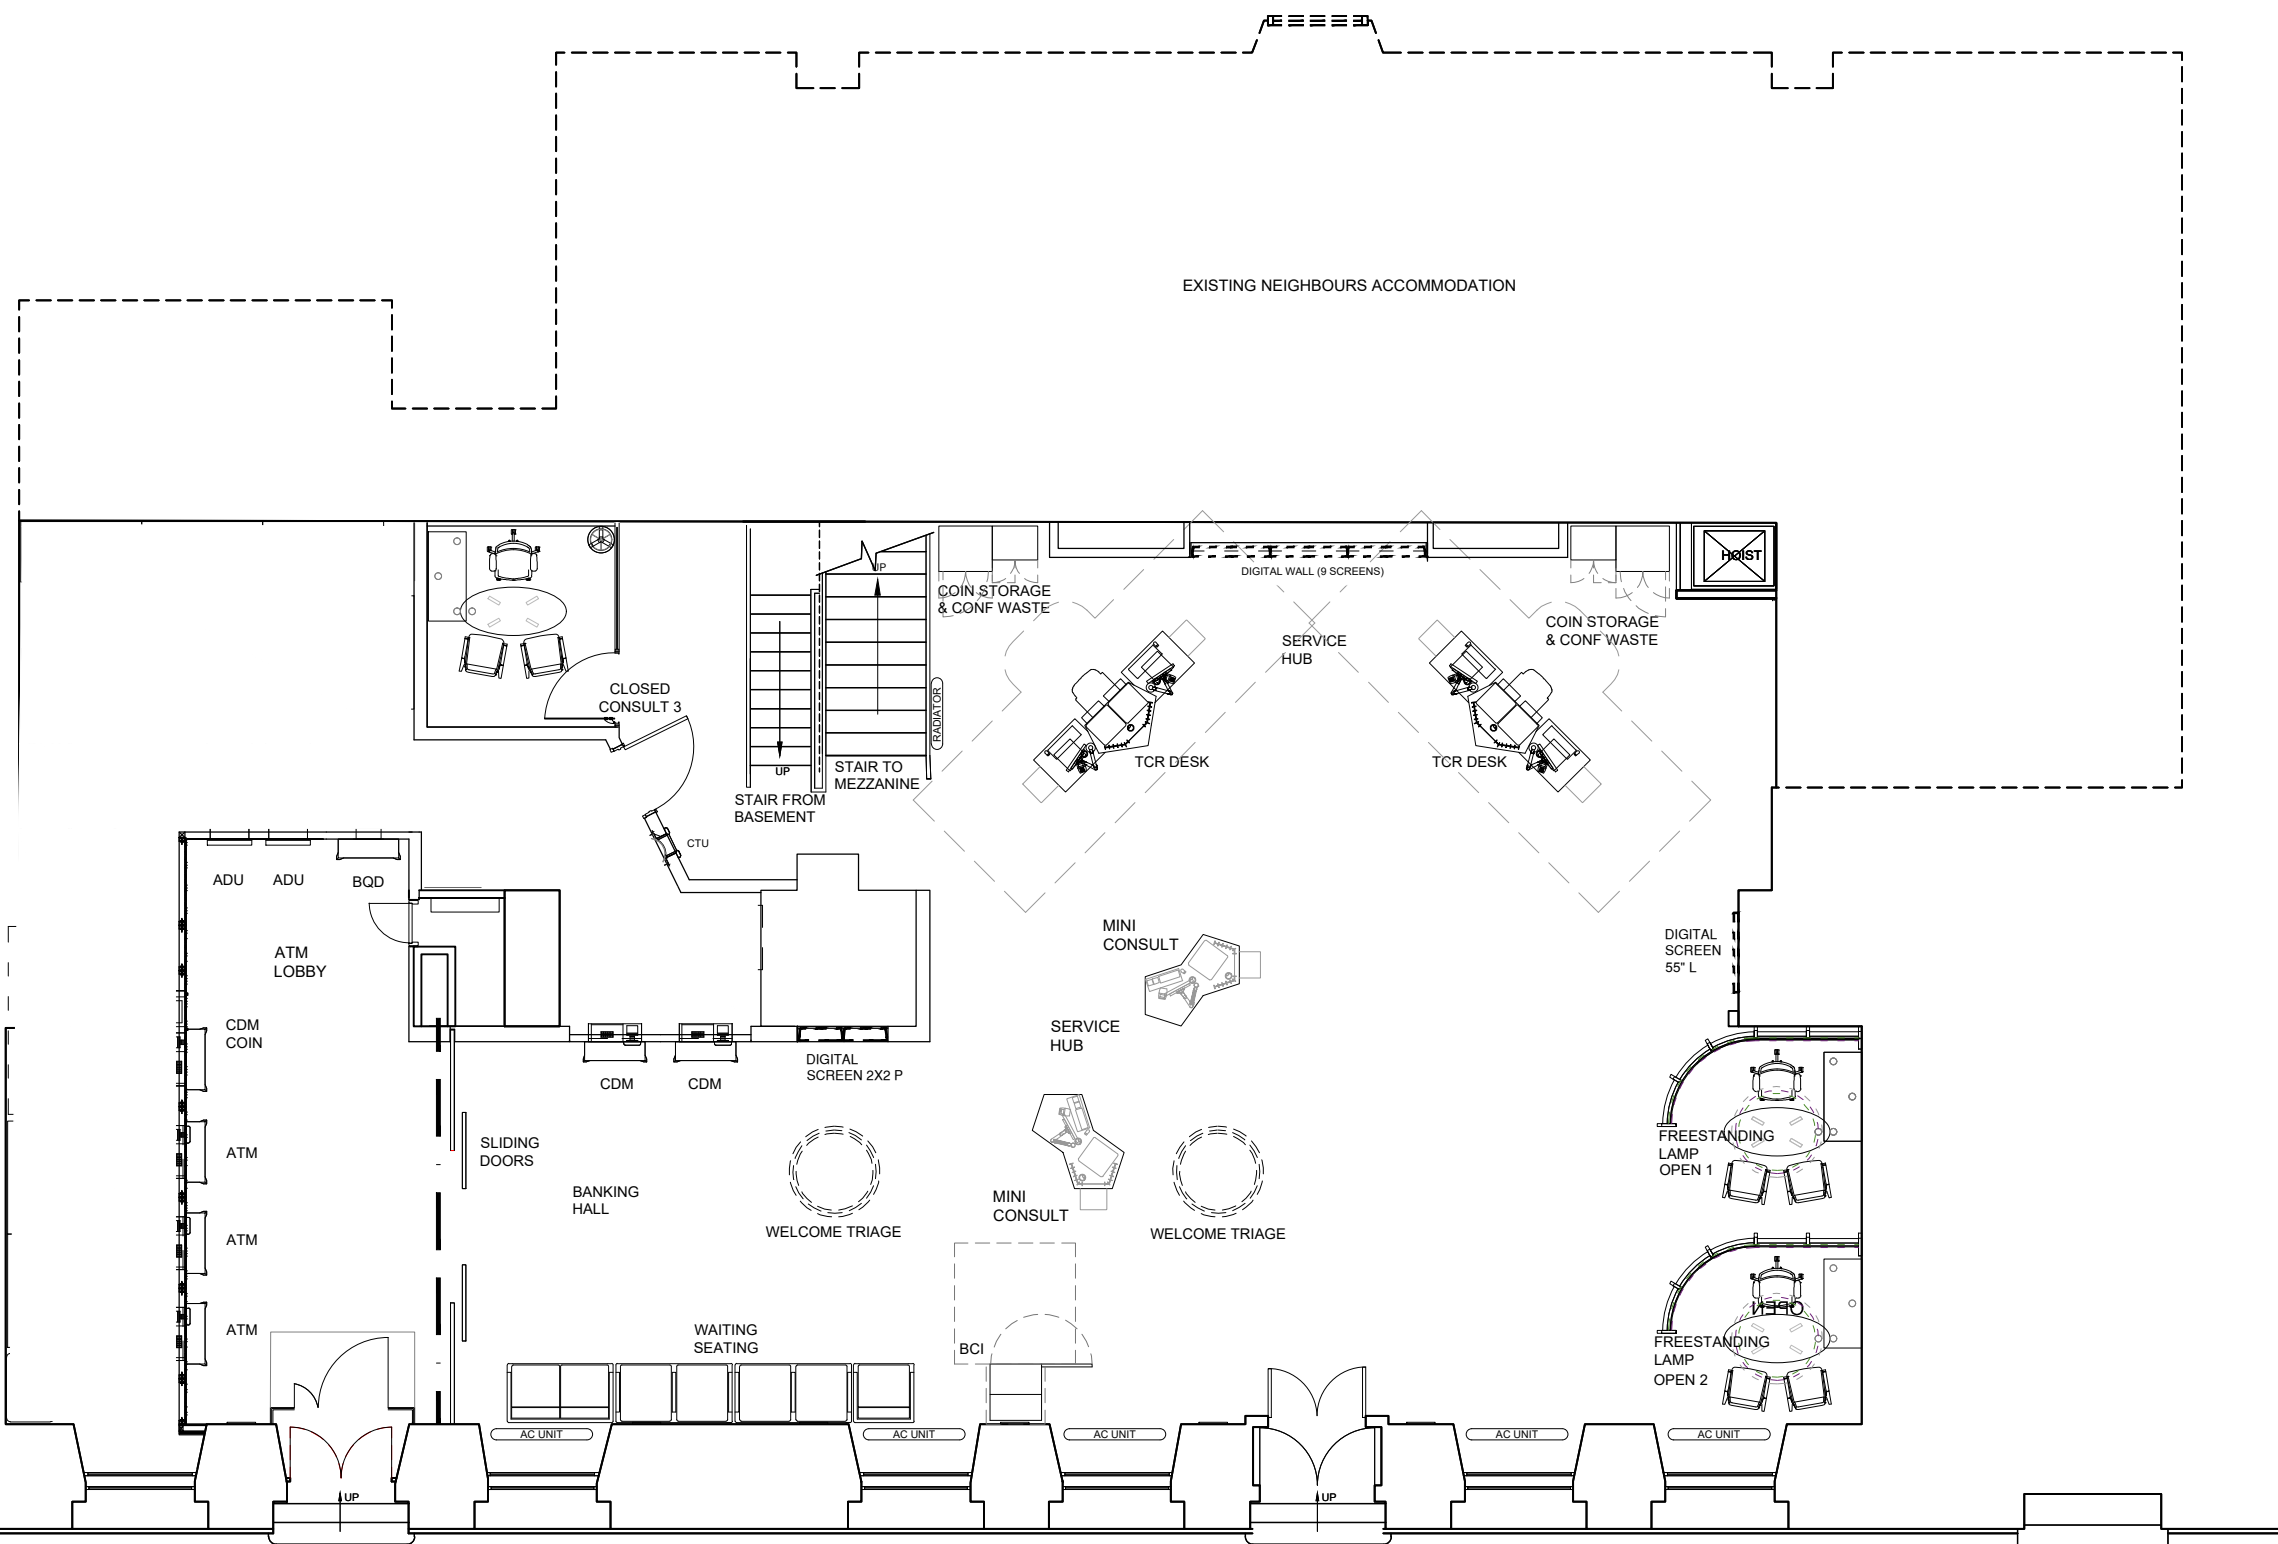 EXISTING NEIGHBOURS ACCOMMODATION
HOIST
UP
DIGITAL WALL (9 SCREENS)
COIN STORAGE
& CONF WASTE
COIN STORAGE
& CONF WASTE
SERVICE
HUB
CLOSED
CONSULT 3
RADIATOR
TCR DESK
TCR DESK
UP
STAIR TO
MEZZANINE
STAIR FROM
BASEMENT
CTU
ADU
ADU
BQD
ATM
LOBBY
MINI
CONSULT
DIGITAL
SCREEN
55" L
CDM
COIN
SERVICE
HUB
DIGITAL
SCREEN 2X2 P
CDM
CDM
ATM
SLIDING
DOORS
FREESTANDING
LAMP
OPEN 1
BANKING
HALL
MINI
CONSULT
WELCOME TRIAGE
WELCOME TRIAGE
ATM
OPEN
ATM
WAITING
SEATING
BCI
FREESTANDING
LAMP
OPEN 2
AC UNIT
AC UNIT
AC UNIT
AC UNIT
AC UNIT
UP
UP